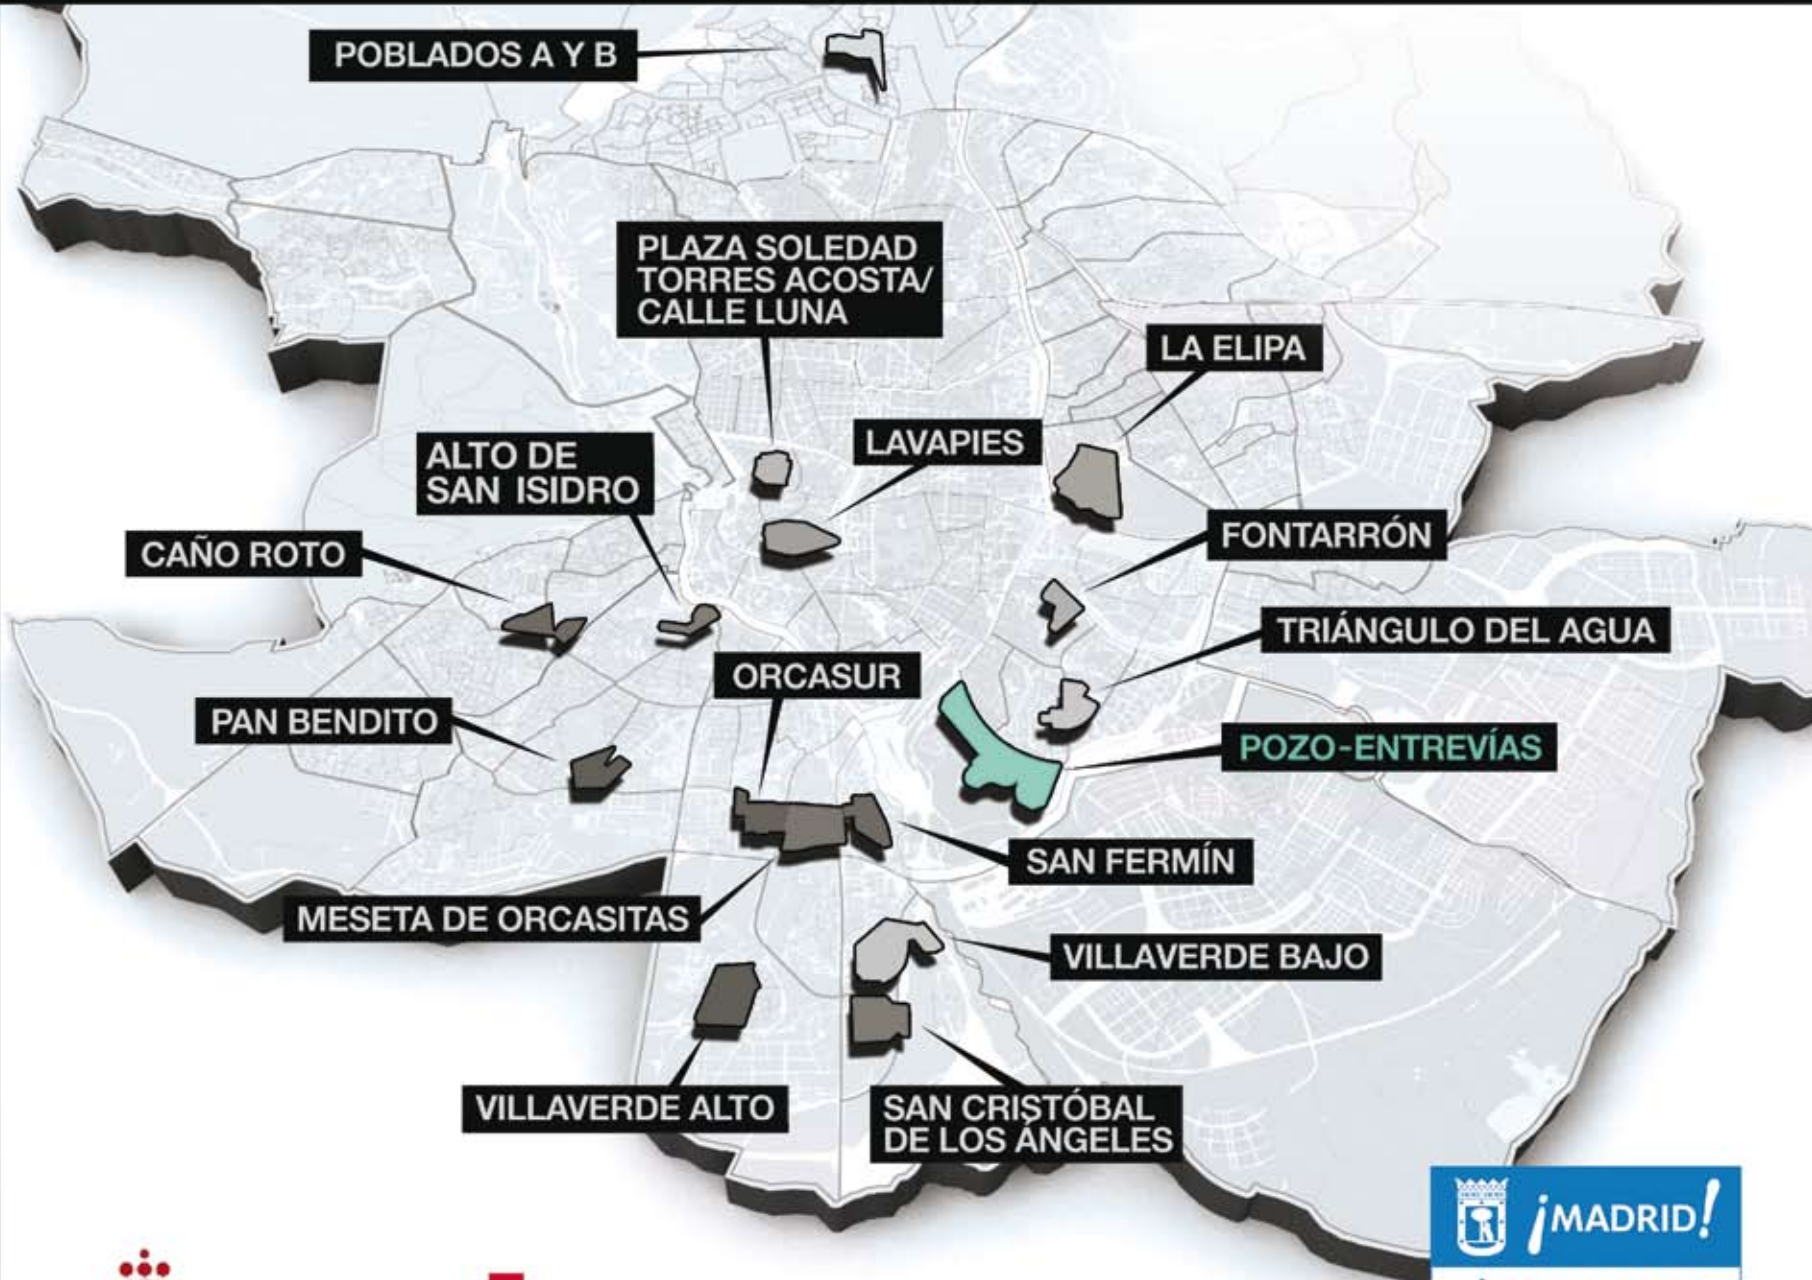 POBLADOS A Y B
PLAZA SOLEDAD
TORRES ACOSTA/
CALLE LUNA
LA ELIPA
LAVAPIES
ALTO DE
SAN ISIDRO
FONTARRÓN
CAÑO ROTO
TRIÁNGULO DEL AGUA
ORCASUR
PAN BENDITO
POZO-ENTREVÍAS
SAN FERMÍN
MESETA DE ORCASITAS
VILLAVERDE BAJO
VILLAVERDE ALTO
SAN CRISTÓBAL
DE LOS ÁNGELES
¡MADRID!